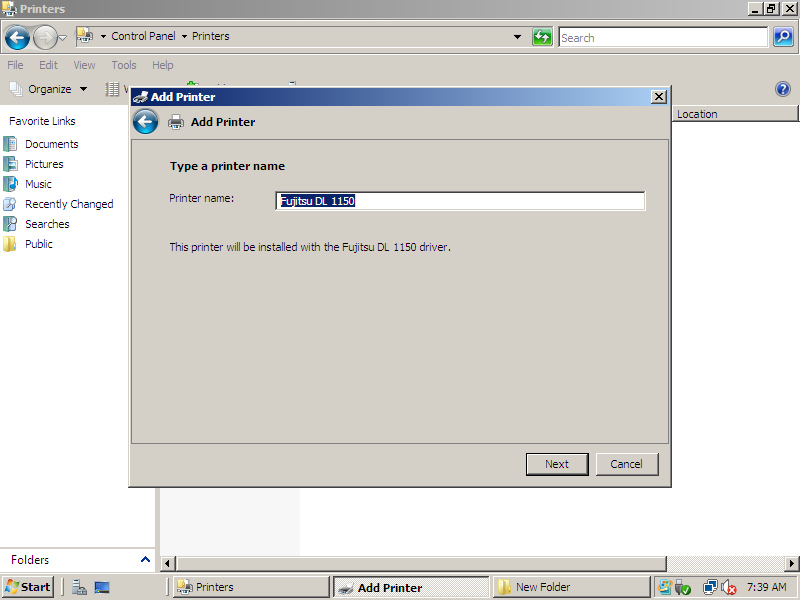 Printers
Control Panel Printers
Search
File Edit View Tools Help
Organize
Favorite Links
Documents
Pictures
Music
Recently Changed
Searches
Public
Folders
Location
Add Printer
Add Printer
Type a printer name
Printer name: Fujitsu DL 1150
This printer will be installed with the Fujitsu DL 1150 driver.
Next Cancel
Start Printers Add Printer New Folder 7:39 AM